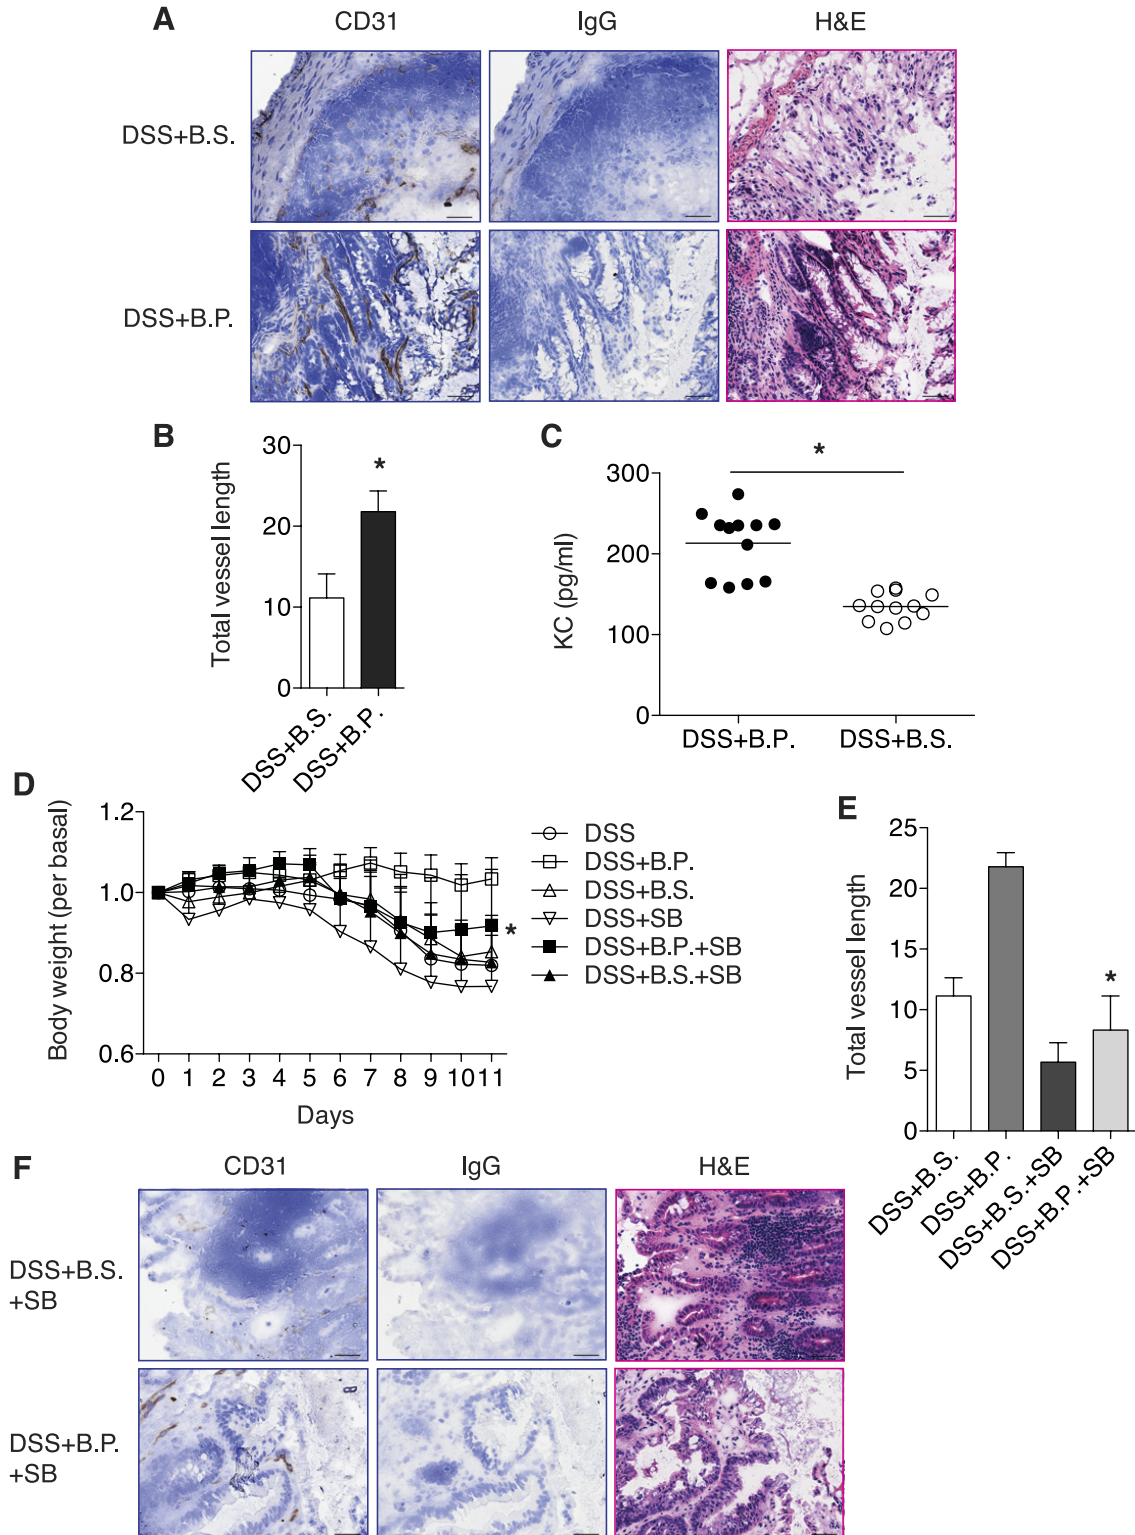 A
CD31
IgG
H&E
DSS+B.S.
DSS+B.P.
B
Total vessel length
30
20
10
0
*
DSS+B.S.
DSS+B.P.
C
KC (pg/ml)
300
200
100
0
*
DSS+B.P.
DSS+B.S.
D
Body weight (per basal)
1.2
1.0
0.8
0.6
0 1 2 3 4 5 6 7 8 9 10 11
Days
*
DSS
DSS+B.P.
DSS+B.S.
DSS+SB
DSS+B.P.+SB
DSS+B.S.+SB
E
Total vessel length
25
20
15
10
5
0
*
DSS+B.S.
DSS+B.P.
DSS+B.S.+SB
DSS+B.P.+SB
F
CD31
IgG
H&E
DSS+B.S.
+SB
DSS+B.P.
+SB